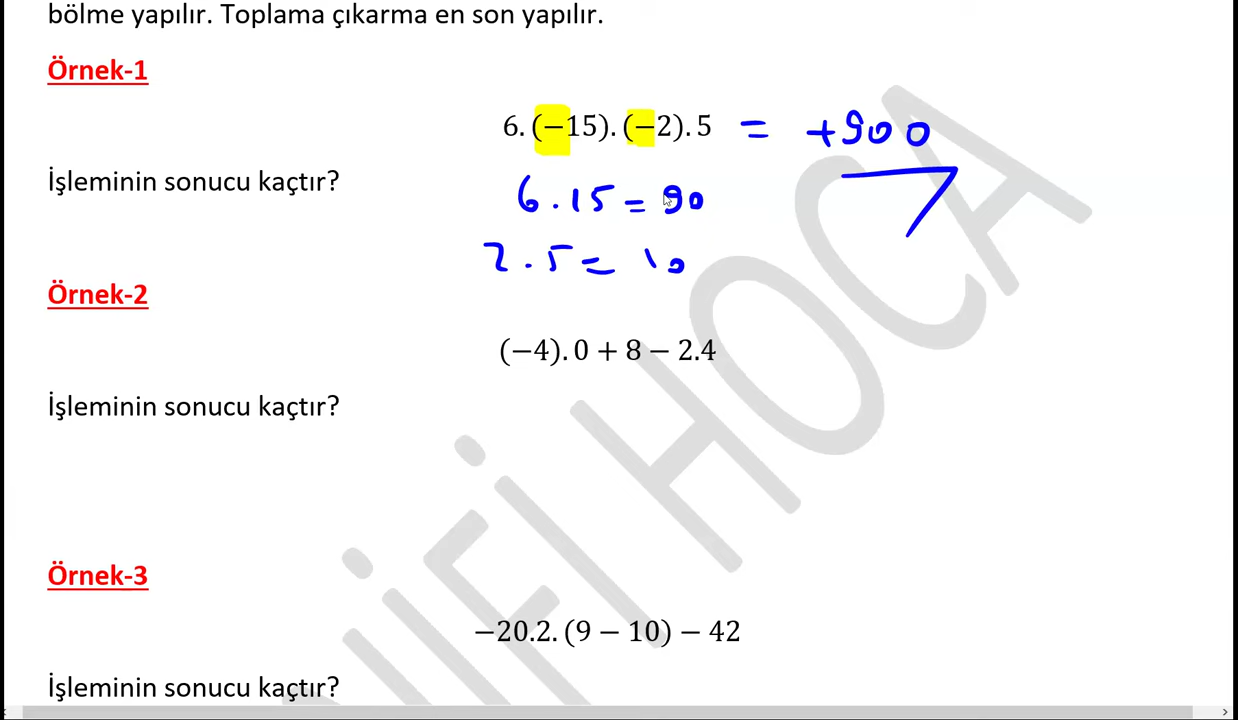 bölme yapılır. Toplama çıkarma en son yapılır.
Örnek-1
6.(−15).(−2).5 = +900
İşleminin sonucu kaçtır?
6.15=90
2.5=10
Örnek-2
(−4).0 + 8 − 2.4
İşleminin sonucu kaçtır?
Örnek-3
−20.2.(9 − 10) − 42
İşleminin sonucu kaçtır?
HOCA